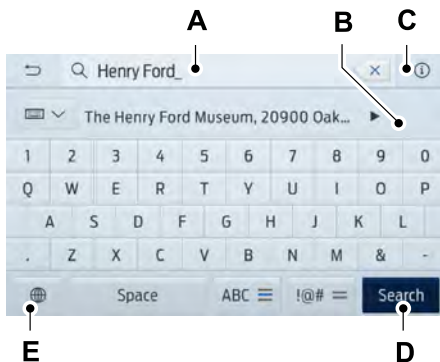 A
B
C
Henry Ford_
The Henry Ford Museum, 20900 Oak...
1 2 3 4 5 6 7 8 9 0
Q W E R T Y U I O P
A S D F G H J K L
. Z X C V B N M & -
Space ABC !@# Search
E
D